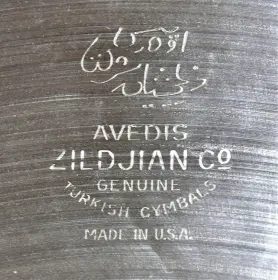 AVEDIS
ZILDJIAN CO
GENUINE
TURKISH CYMBALS
MADE IN U.S.A.